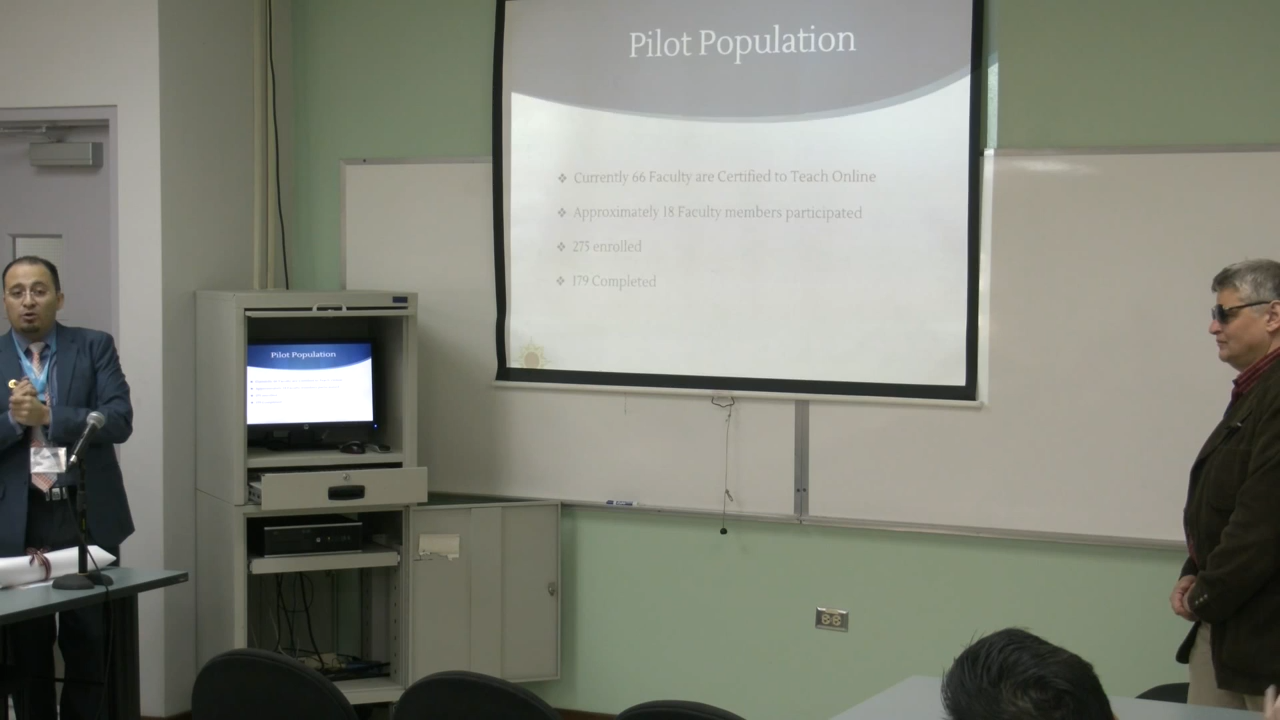 Pilot Population
❖ Currently 66 Faculty are Certified to Teach Online
❖ Approximately 18 Faculty members participated
❖ 275 enrolled
❖ 179 Completed
Pilot Population